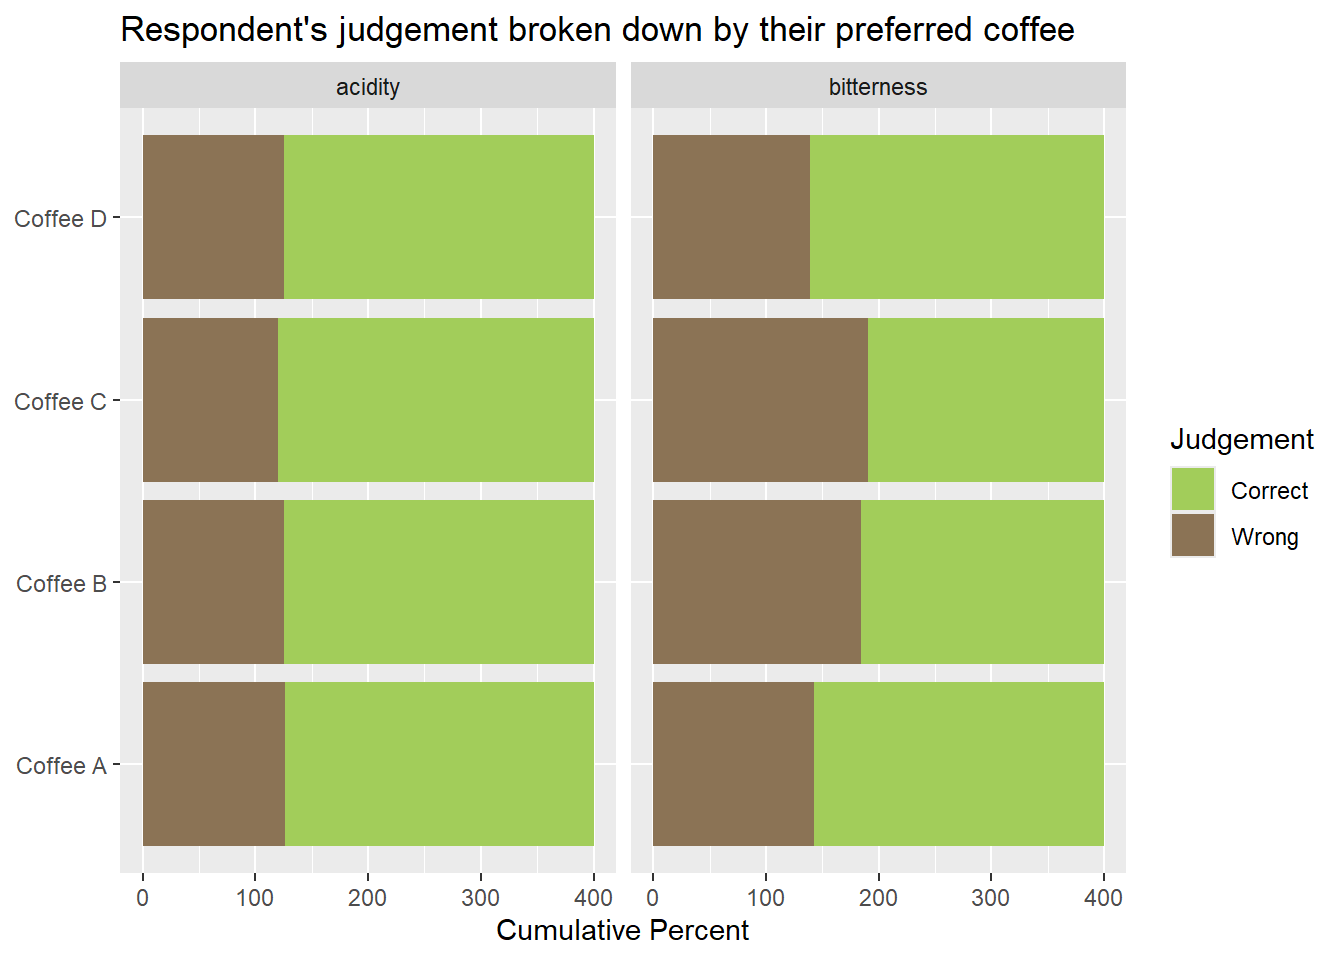 Respondent's judgement broken down by their preferred coffee
acidity
bitterness
Coffee D
Coffee C
Coffee B
Coffee A
0 100 200 300 400
0 100 200 300 400
Cumulative Percent
Judgement
Correct
Wrong